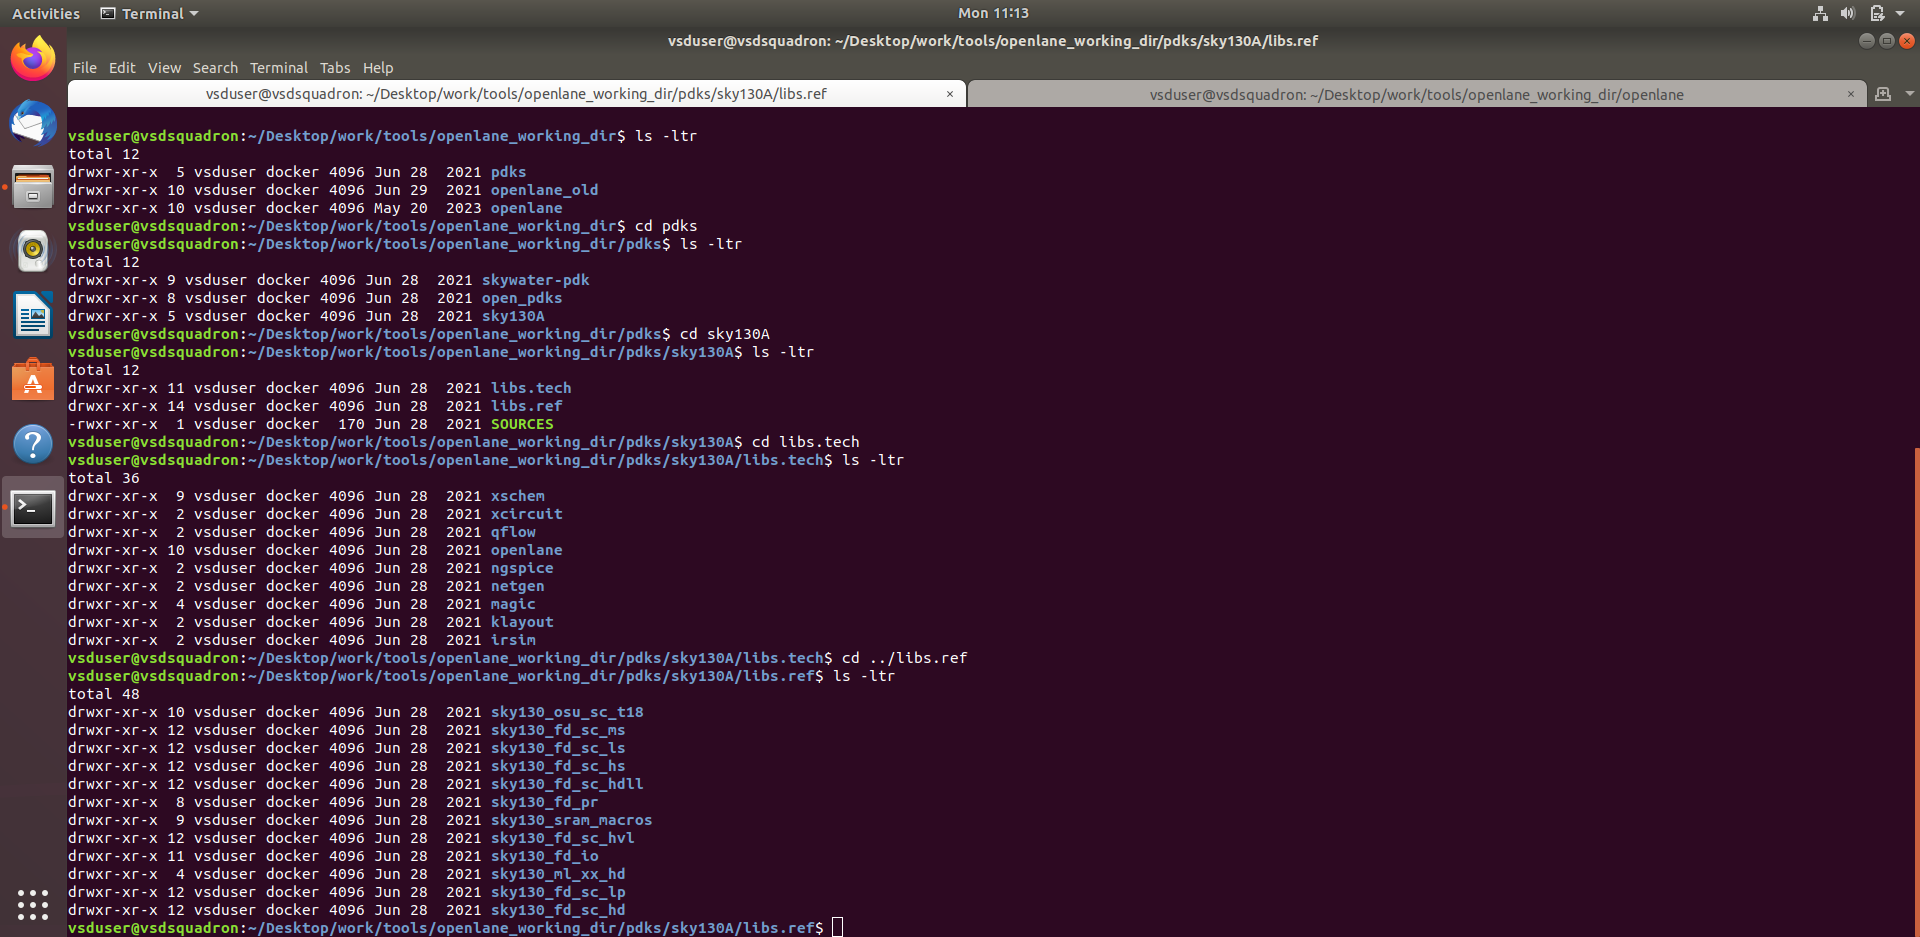 Activities Terminal Mon 11:13
vsduser@vsdsquadron: ~/Desktop/work/tools/openlane_working_dir/pdks/sky130A/libs.ref
File Edit View Search Terminal Tabs Help
vsduser@vsdsquadron: ~/Desktop/work/tools/openlane_working_dir/pdks/sky130A/libs.ref × vsduser@vsdsquadron: ~/Desktop/work/tools/openlane_working_dir/openlane ×
vsduser@vsdsquadron:~/Desktop/work/tools/openlane_working_dir$ ls -ltr
total 12
drwxr-xr-x  5 vsduser docker 4096 Jun 28  2021 pdks
drwxr-xr-x 10 vsduser docker 4096 Jun 29  2021 openlane_old
drwxr-xr-x 10 vsduser docker 4096 May 20  2023 openlane
vsduser@vsdsquadron:~/Desktop/work/tools/openlane_working_dir$ cd pdks
vsduser@vsdsquadron:~/Desktop/work/tools/openlane_working_dir/pdks$ ls -ltr
total 12
drwxr-xr-x 9 vsduser docker 4096 Jun 28  2021 skywater-pdk
drwxr-xr-x 8 vsduser docker 4096 Jun 28  2021 open_pdks
drwxr-xr-x 5 vsduser docker 4096 Jun 28  2021 sky130A
vsduser@vsdsquadron:~/Desktop/work/tools/openlane_working_dir/pdks$ cd sky130A
vsduser@vsdsquadron:~/Desktop/work/tools/openlane_working_dir/pdks/sky130A$ ls -ltr
total 12
drwxr-xr-x 11 vsduser docker 4096 Jun 28  2021 libs.tech
drwxr-xr-x 14 vsduser docker 4096 Jun 28  2021 libs.ref
-rwxr-xr-x  1 vsduser docker  170 Jun 28  2021 SOURCES
vsduser@vsdsquadron:~/Desktop/work/tools/openlane_working_dir/pdks/sky130A$ cd libs.tech
vsduser@vsdsquadron:~/Desktop/work/tools/openlane_working_dir/pdks/sky130A/libs.tech$ ls -ltr
total 36
drwxr-xr-x  9 vsduser docker 4096 Jun 28  2021 xschem
drwxr-xr-x  2 vsduser docker 4096 Jun 28  2021 xcircuit
drwxr-xr-x  2 vsduser docker 4096 Jun 28  2021 qflow
drwxr-xr-x 10 vsduser docker 4096 Jun 28  2021 openlane
drwxr-xr-x  2 vsduser docker 4096 Jun 28  2021 ngspice
drwxr-xr-x  2 vsduser docker 4096 Jun 28  2021 netgen
drwxr-xr-x  4 vsduser docker 4096 Jun 28  2021 magic
drwxr-xr-x  2 vsduser docker 4096 Jun 28  2021 klayout
drwxr-xr-x  2 vsduser docker 4096 Jun 28  2021 irsim
vsduser@vsdsquadron:~/Desktop/work/tools/openlane_working_dir/pdks/sky130A/libs.tech$ cd ../libs.ref
vsduser@vsdsquadron:~/Desktop/work/tools/openlane_working_dir/pdks/sky130A/libs.ref$ ls -ltr
total 48
drwxr-xr-x 10 vsduser docker 4096 Jun 28  2021 sky130_osu_sc_t18
drwxr-xr-x 12 vsduser docker 4096 Jun 28  2021 sky130_fd_sc_ms
drwxr-xr-x 12 vsduser docker 4096 Jun 28  2021 sky130_fd_sc_ls
drwxr-xr-x 12 vsduser docker 4096 Jun 28  2021 sky130_fd_sc_hs
drwxr-xr-x 12 vsduser docker 4096 Jun 28  2021 sky130_fd_sc_hdll
drwxr-xr-x  8 vsduser docker 4096 Jun 28  2021 sky130_fd_pr
drwxr-xr-x  9 vsduser docker 4096 Jun 28  2021 sky130_sram_macros
drwxr-xr-x 12 vsduser docker 4096 Jun 28  2021 sky130_fd_sc_hvl
drwxr-xr-x 11 vsduser docker 4096 Jun 28  2021 sky130_fd_io
drwxr-xr-x  4 vsduser docker 4096 Jun 28  2021 sky130_ml_xx_hd
drwxr-xr-x 12 vsduser docker 4096 Jun 28  2021 sky130_fd_sc_lp
drwxr-xr-x 12 vsduser docker 4096 Jun 28  2021 sky130_fd_sc_hd
vsduser@vsdsquadron:~/Desktop/work/tools/openlane_working_dir/pdks/sky130A/libs.ref$